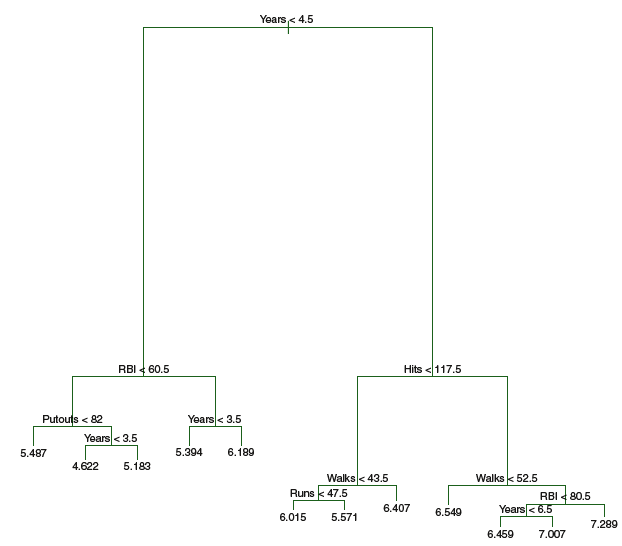 Years < 4.5
RBI < 60.5
Hits < 117.5
Putouts < 82
Years < 3.5
Years < 3.5
5.487
4.622
5.183
5.394
6.189
Walks < 43.5
Walks < 52.5
Runs < 47.5
RBI < 80.5
6.015
5.571
6.407
6.549
Years < 6.5
7.289
6.459
7.007